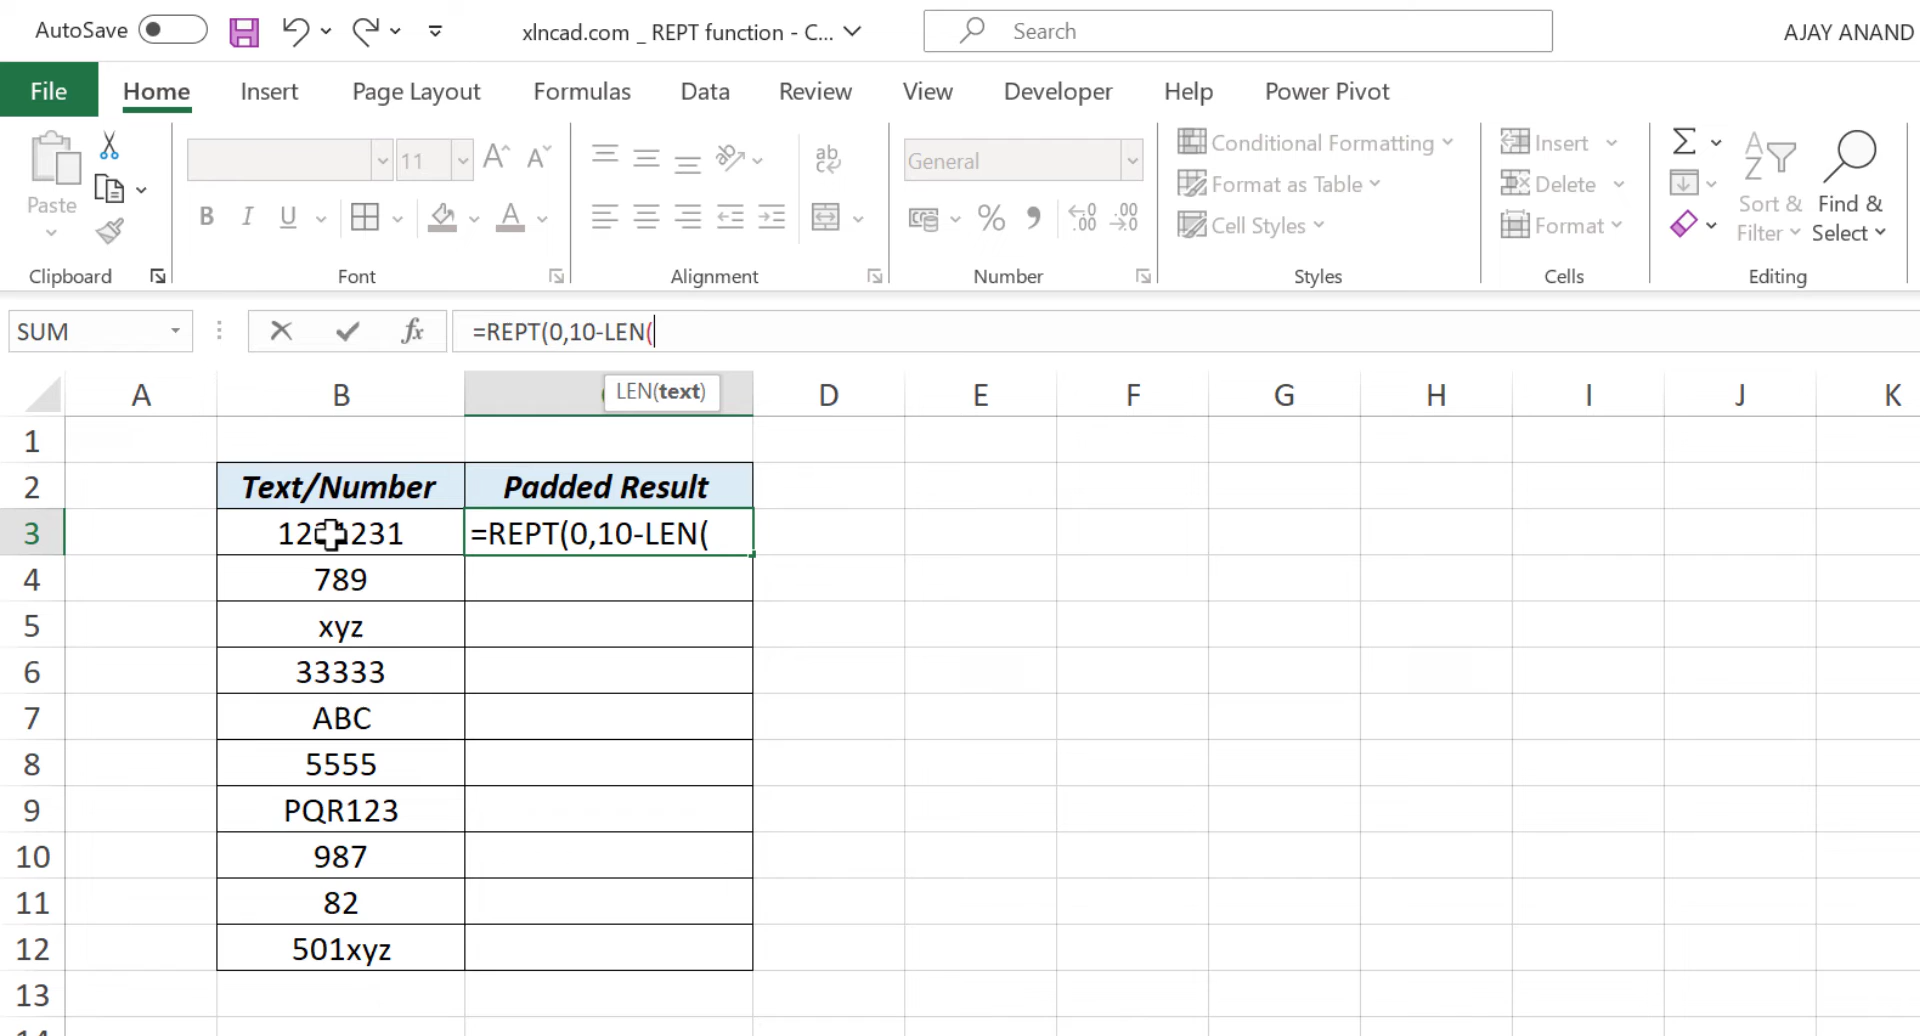 AutoSave
xlncad.com _ REPT function - C...
Search
AJAY ANAND
File Home Insert Page Layout Formulas Data Review View Developer Help Power Pivot
Paste
Clipboard
11
B I U
Font
ab
Alignment
General
Number
Conditional Formatting
Format as Table
Cell Styles
Styles
Insert
Delete
Format
Cells
Sort & Filter
Find & Select
Editing
SUM
fx
=REPT(0,10-LEN(
LEN(text)
A B D E F G H I J K
1
2 Text/Number Padded Result
3 =REPT(0,10-LEN(
4 789
5 xyz
6 33333
7 ABC
8 5555
9 PQR123
10 987
11 82
12 501xyz
13